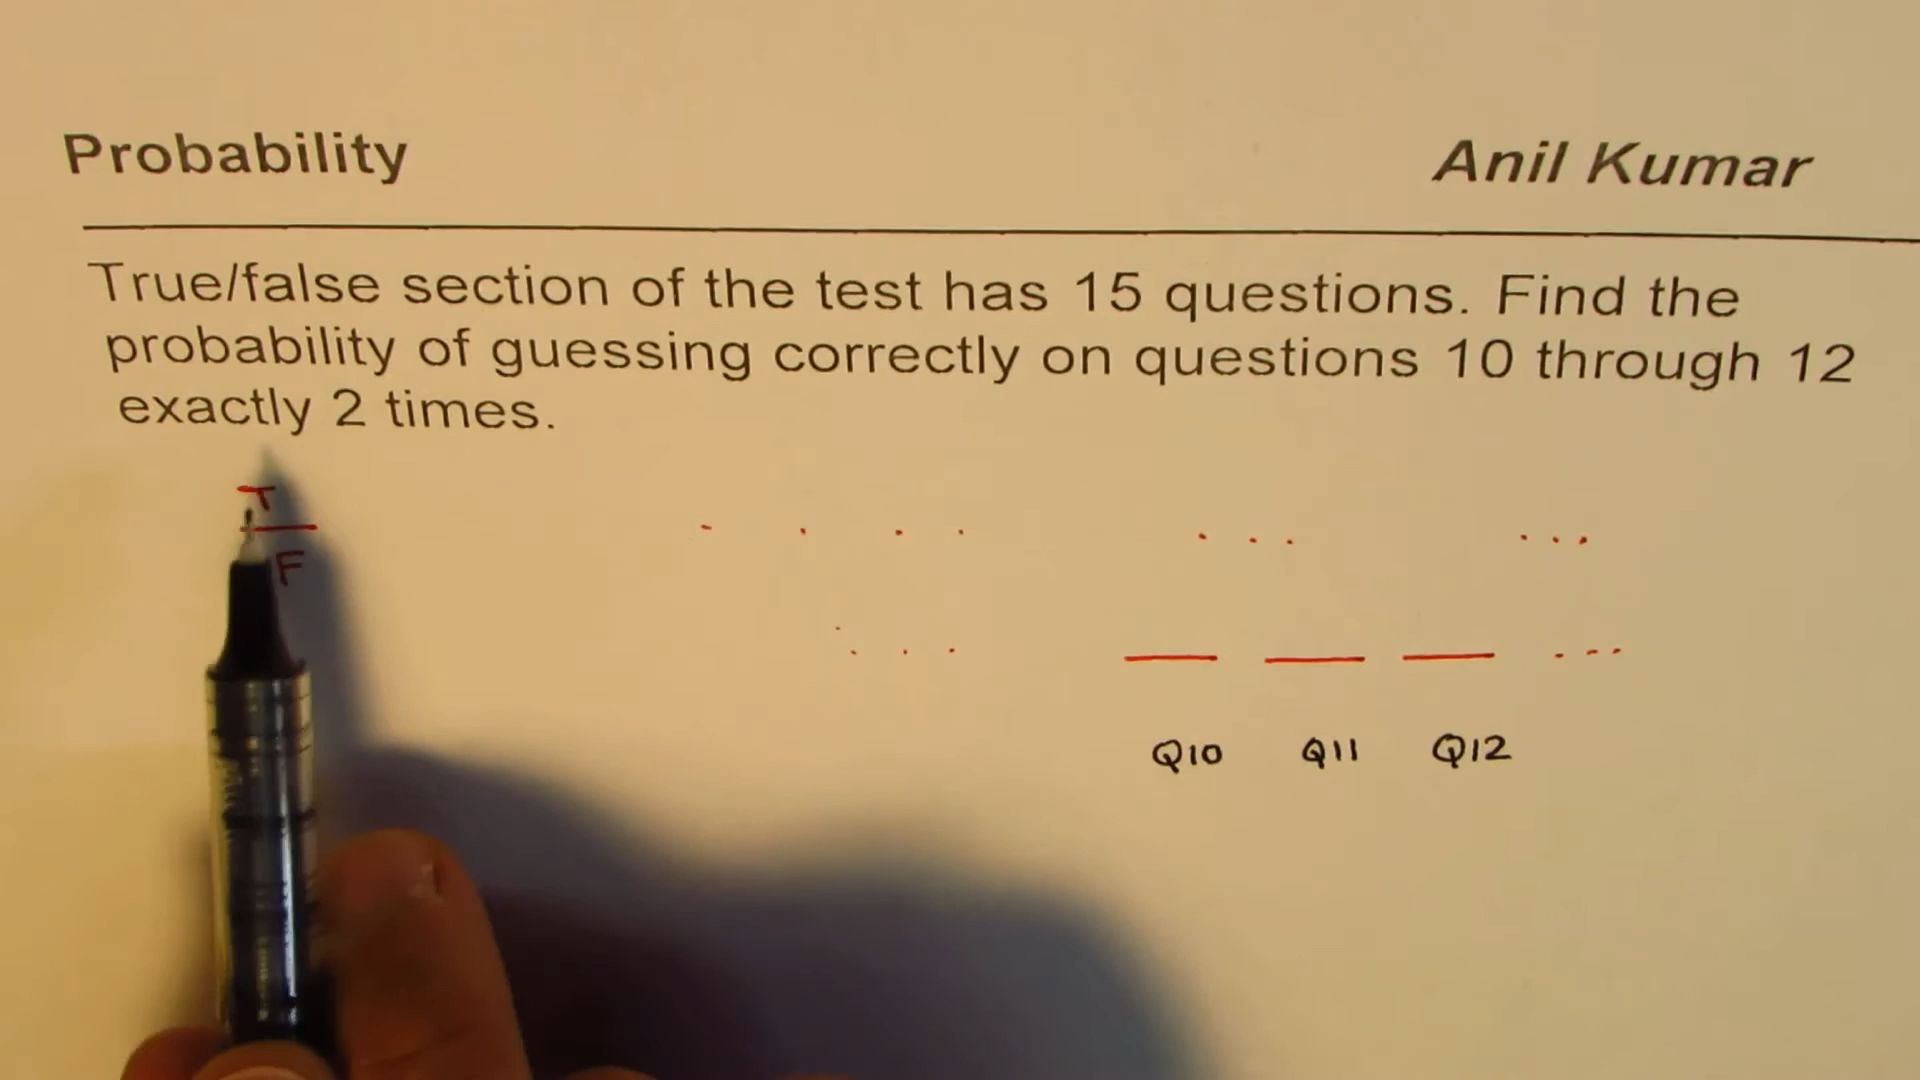 Probability
Anil Kumar
True/false section of the test has 15 questions. Find the
probability of guessing correctly on questions 10 through 12
exactly 2 times.
T
F
Q10 Q11 Q12